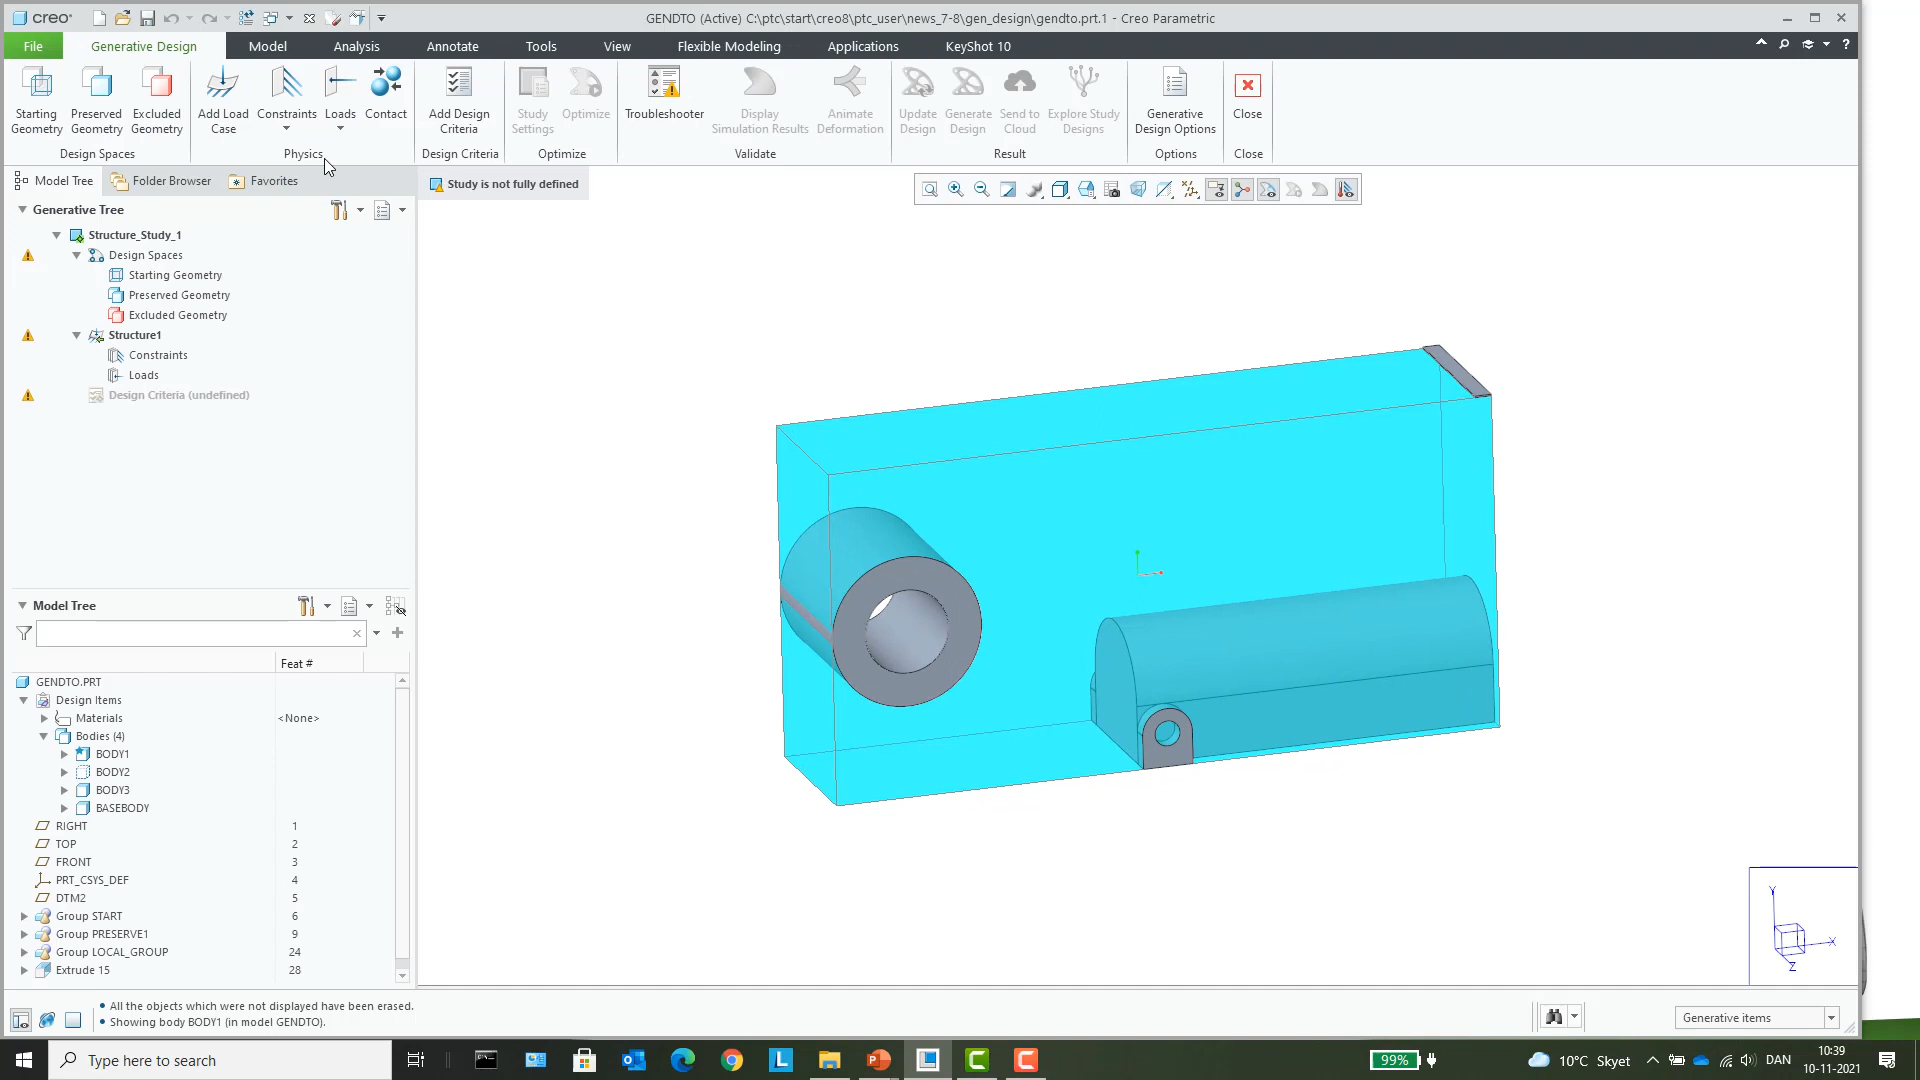 creo
GENDTO (Active) C:\ptc\start\creo8\ptc_user\news_7-8\gen_design\gendto.prt.1 - Creo Parametric
File Generative Design Model Analysis Annotate Tools View Flexible Modeling Applications KeyShot 10
Starting Geometry
Preserved Geometry
Excluded Geometry
Add Load Case
Constraints
Loads
Contact
Add Design Criteria
Study Settings
Optimize
Troubleshooter
Display Simulation Results
Animate Deformation
Update Design
Generate Design
Send to Cloud
Explore Study Designs
Generative Design Options
Close
Design Spaces Physics Design Criteria Optimize Validate Result Options Close
Model Tree Folder Browser Favorites
Study is not fully defined
Generative Tree
Structure_Study_1
Design Spaces
Starting Geometry
Preserved Geometry
Excluded Geometry
Structure1
Constraints
Loads
Design Criteria (undefined)
Model Tree
Feat #
GENDTO.PRT
Design Items
Materials <None>
Bodies (4)
BODY1
BODY2
BODY3
BASEBODY
RIGHT 1
TOP 2
FRONT 3
PRT_CSYS_DEF 4
DTM2 5
Group START 6
Group PRESERVE1 9
Group LOCAL_GROUP 24
Extrude 15 28
Y
X
Z
• All the objects which were not displayed have been erased.
• Showing body BODY1 (in model GENDTO).
Generative items
Type here to search
99%
10°C Skyet
DAN
10:39
10-11-2021